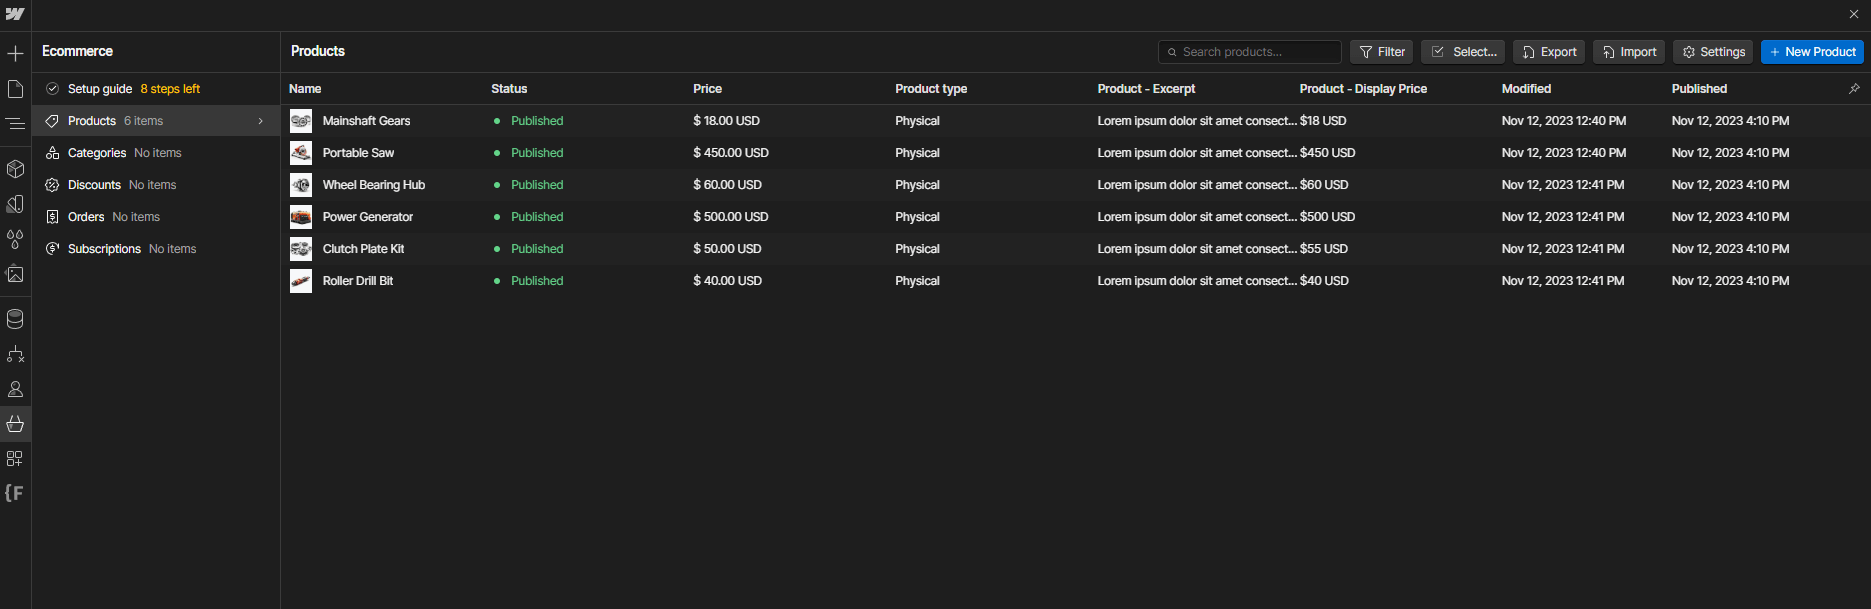 Ecommerce
Products
Search products...
Filter
Select...
Export
Import
Settings
+ New Product
Setup guide 8 steps left
Products 6 items
Categories No items
Discounts No items
Orders No items
Subscriptions No items
Name Status Price Product type Product - Excerpt Product - Display Price Modified Published
Mainshaft Gears Published $ 18.00 USD Physical Lorem ipsum dolor sit amet consect... $18 USD Nov 12, 2023 12:40 PM Nov 12, 2023 4:10 PM
Portable Saw Published $ 450.00 USD Physical Lorem ipsum dolor sit amet consect... $450 USD Nov 12, 2023 12:40 PM Nov 12, 2023 4:10 PM
Wheel Bearing Hub Published $ 60.00 USD Physical Lorem ipsum dolor sit amet consect... $60 USD Nov 12, 2023 12:41 PM Nov 12, 2023 4:10 PM
Power Generator Published $ 500.00 USD Physical Lorem ipsum dolor sit amet consect... $500 USD Nov 12, 2023 12:41 PM Nov 12, 2023 4:10 PM
Clutch Plate Kit Published $ 50.00 USD Physical Lorem ipsum dolor sit amet consect... $55 USD Nov 12, 2023 12:41 PM Nov 12, 2023 4:10 PM
Roller Drill Bit Published $ 40.00 USD Physical Lorem ipsum dolor sit amet consect... $40 USD Nov 12, 2023 12:41 PM Nov 12, 2023 4:10 PM
{F